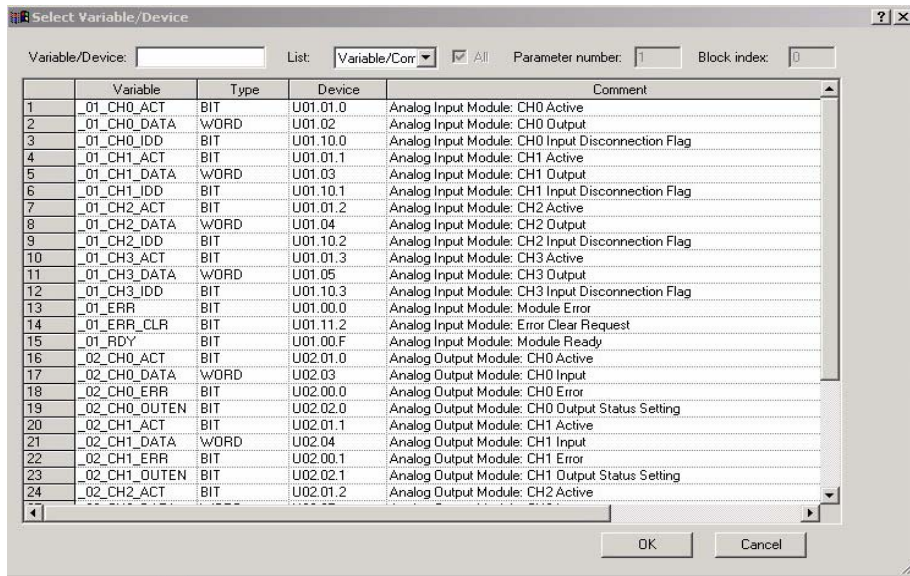 Select Variable/Device
Variable/Device: List: Variable/Com All Parameter number: 1 Block index: 0
Variable Type Device Comment
1 _01_CH0_ACT BIT U01.01.0 Analog Input Module: CH0 Active
2 _01_CH0_DATA WORD U01.02 Analog Input Module: CH0 Output
3 _01_CH0_IDD BIT U01.10.0 Analog Input Module: CH0 Input Disconnection Flag
4 _01_CH1_ACT BIT U01.01.1 Analog Input Module: CH1 Active
5 _01_CH1_DATA WORD U01.03 Analog Input Module: CH1 Output
6 _01_CH1_IDD BIT U01.10.1 Analog Input Module: CH1 Input Disconnection Flag
7 _01_CH2_ACT BIT U01.01.2 Analog Input Module: CH2 Active
8 _01_CH2_DATA WORD U01.04 Analog Input Module: CH2 Output
9 _01_CH2_IDD BIT U01.10.2 Analog Input Module: CH2 Input Disconnection Flag
10 _01_CH3_ACT BIT U01.01.3 Analog Input Module: CH3 Active
11 _01_CH3_DATA WORD U01.05 Analog Input Module: CH3 Output
12 _01_CH3_IDD BIT U01.10.3 Analog Input Module: CH3 Input Disconnection Flag
13 _01_ERR BIT U01.00.0 Analog Input Module: Module Error
14 _01_ERR_CLR BIT U01.11.2 Analog Input Module: Error Clear Request
15 _01_RDY BIT U01.00.F Analog Input Module: Module Ready
16 _02_CH0_ACT BIT U02.01.0 Analog Output Module: CH0 Active
17 _02_CH0_DATA WORD U02.03 Analog Output Module: CH0 Input
18 _02_CH0_ERR BIT U02.00.0 Analog Output Module: CH0 Error
19 _02_CH0_OUTEN BIT U02.02.0 Analog Output Module: CH0 Output Status Setting
20 _02_CH1_ACT BIT U02.01.1 Analog Output Module: CH1 Active
21 _02_CH1_DATA WORD U02.04 Analog Output Module: CH1 Input
22 _02_CH1_ERR BIT U02.00.1 Analog Output Module: CH1 Error
23 _02_CH1_OUTEN BIT U02.02.1 Analog Output Module: CH1 Output Status Setting
24 _02_CH2_ACT BIT U02.01.2 Analog Output Module: CH2 Active
OK Cancel